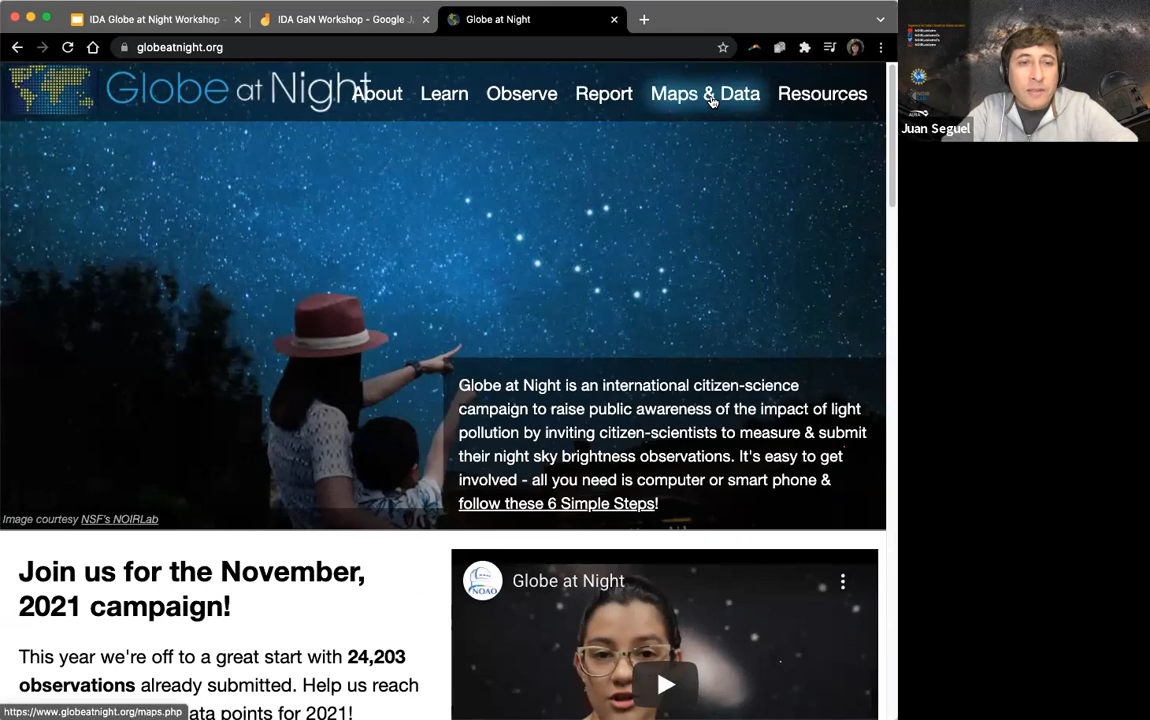 IDA Globe at Night Workshop
IDA GaN Workshop - Google J
Globe at Night
globeatnight.org
Globe at Night
About Learn Observe Report Maps & Data Resources
Juan Seguel
Globe at Night is an international citizen-science
campaign to raise public awareness of the impact of light
pollution by inviting citizen-scientists to measure & submit
their night sky brightness observations. It's easy to get
involved - all you need is computer or smart phone &
follow these 6 Simple Steps!
Image courtesy NSF's NOIRLab
Join us for the November,
2021 campaign!
This year we're off to a great start with 24,203
observations already submitted. Help us reach
ata points for 2021!
Globe at Night
NOAO
https://www.globeatnight.org/maps.php